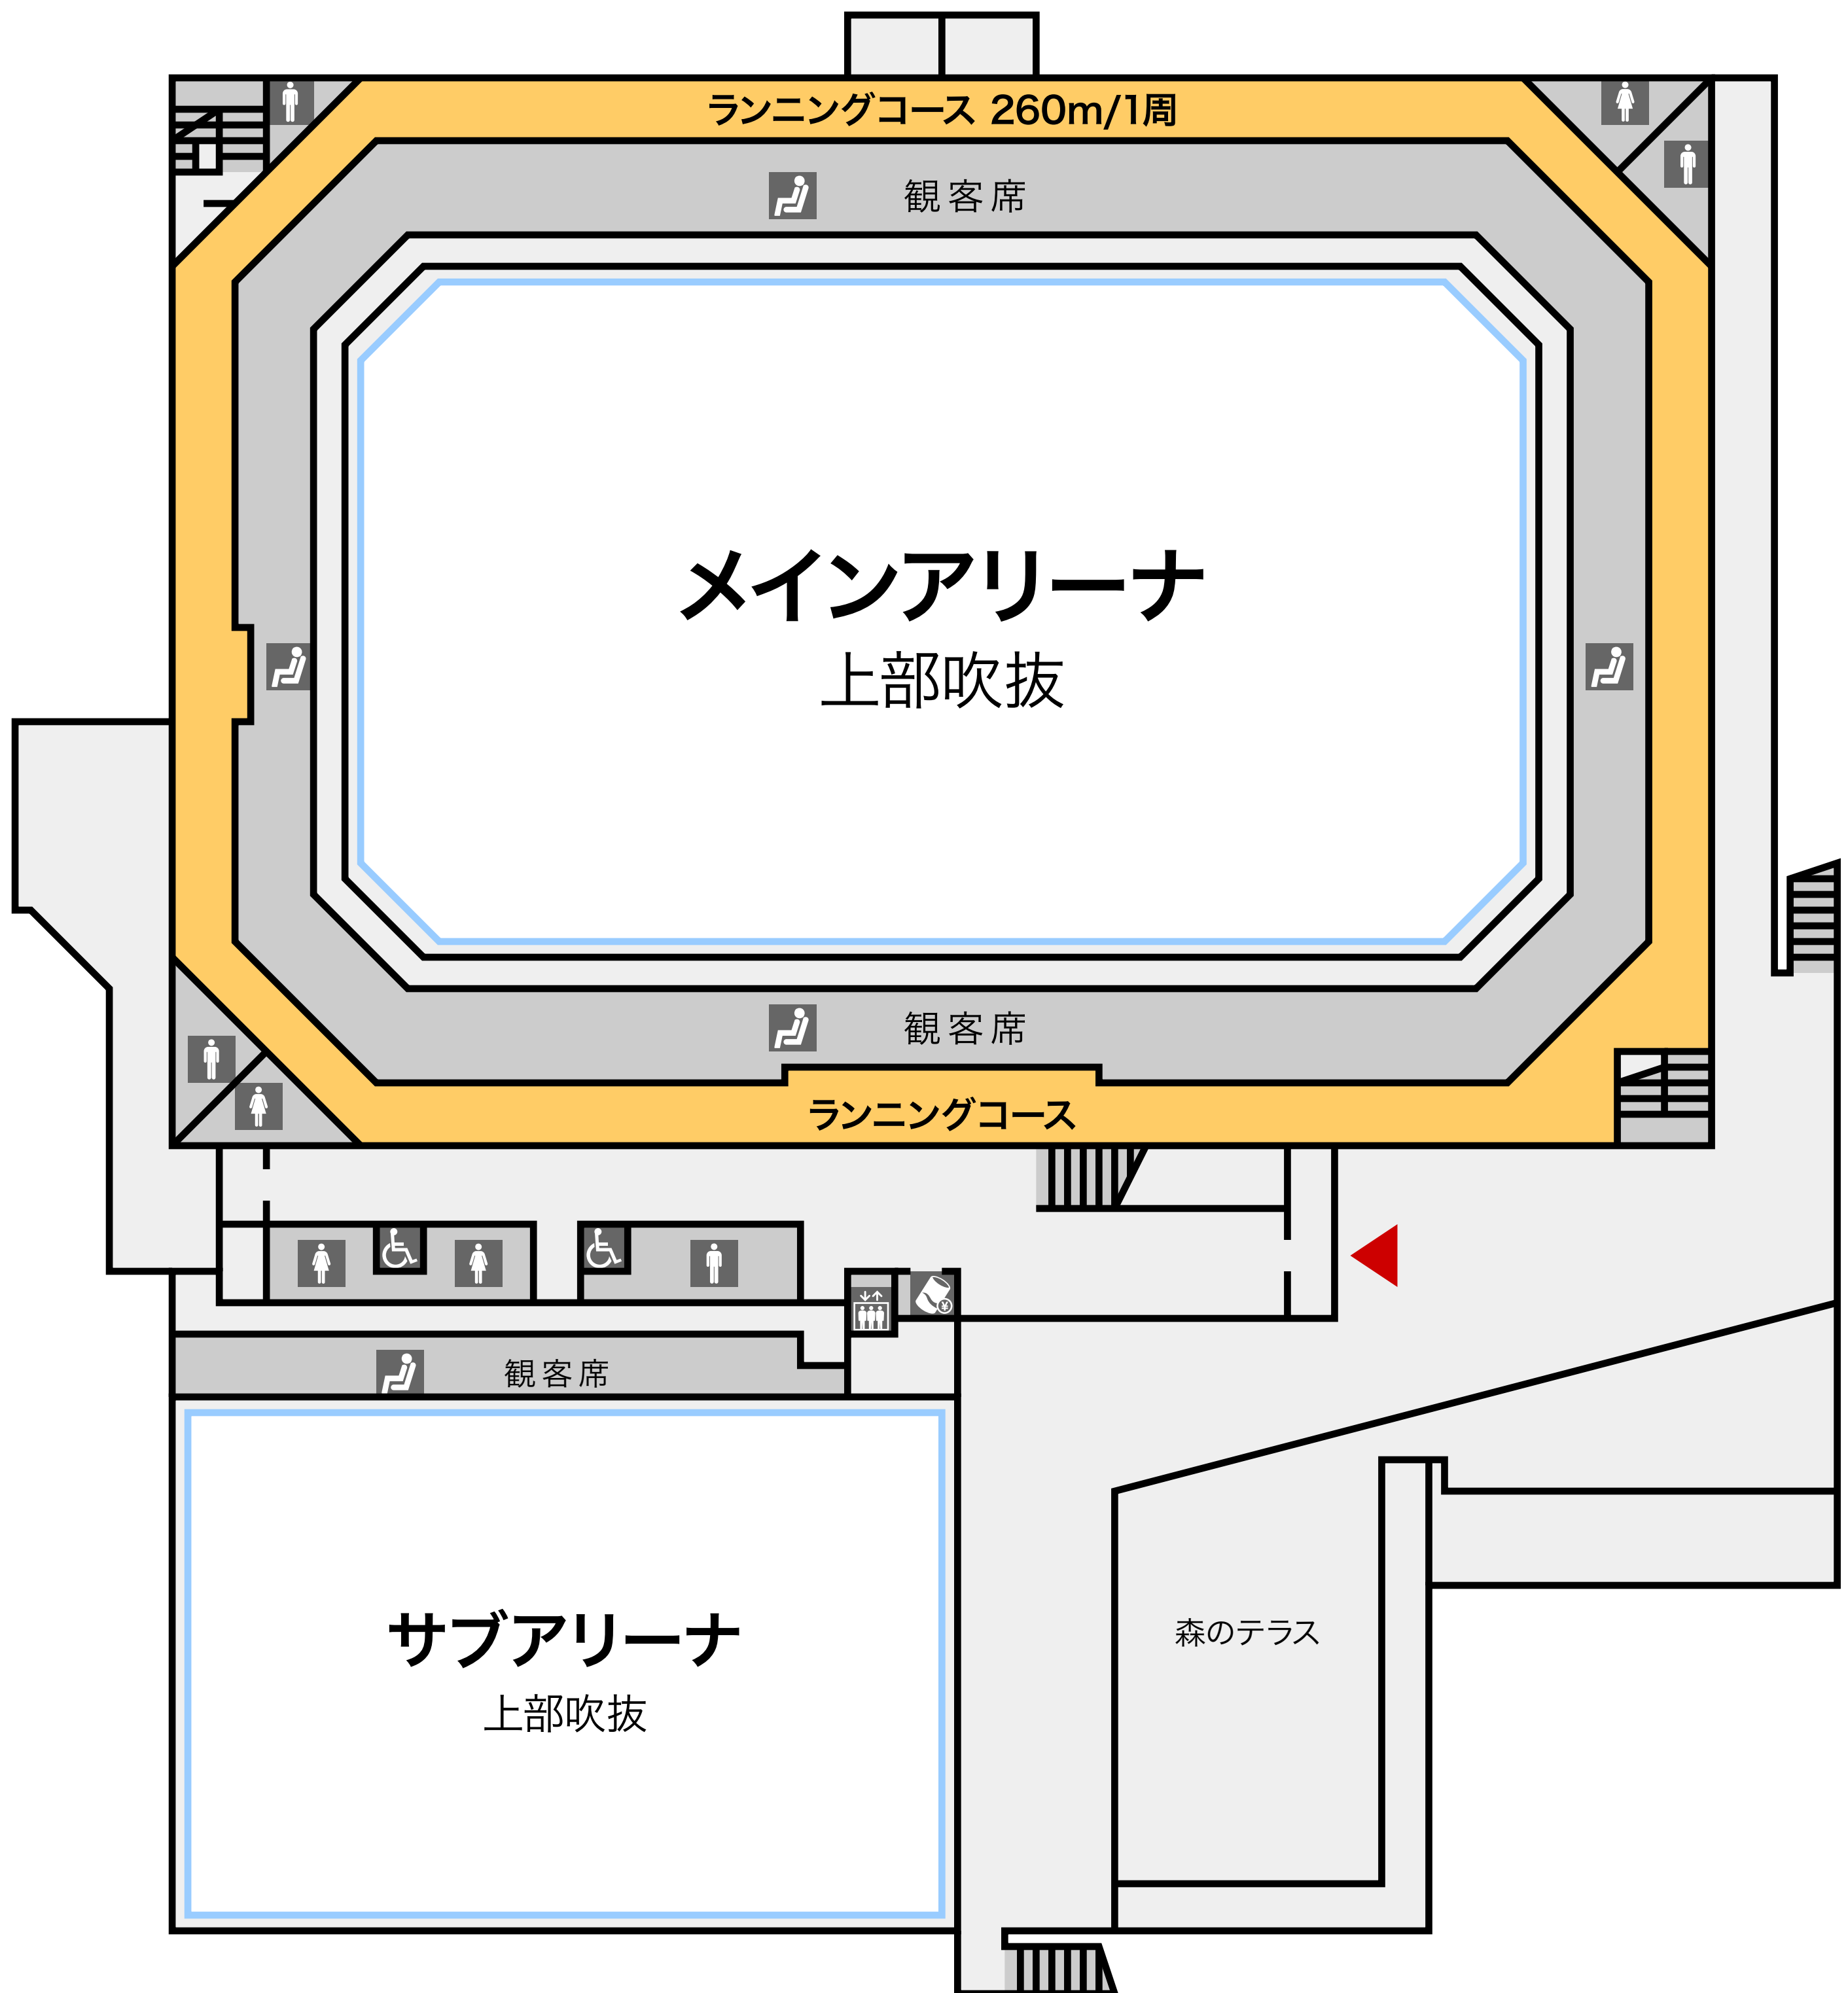 ランニングコース 260m/1周
観客席
メインアリーナ
上部吹抜
観客席
ランニングコース
¥
観客席
サブアリーナ
上部吹抜
森のテラス